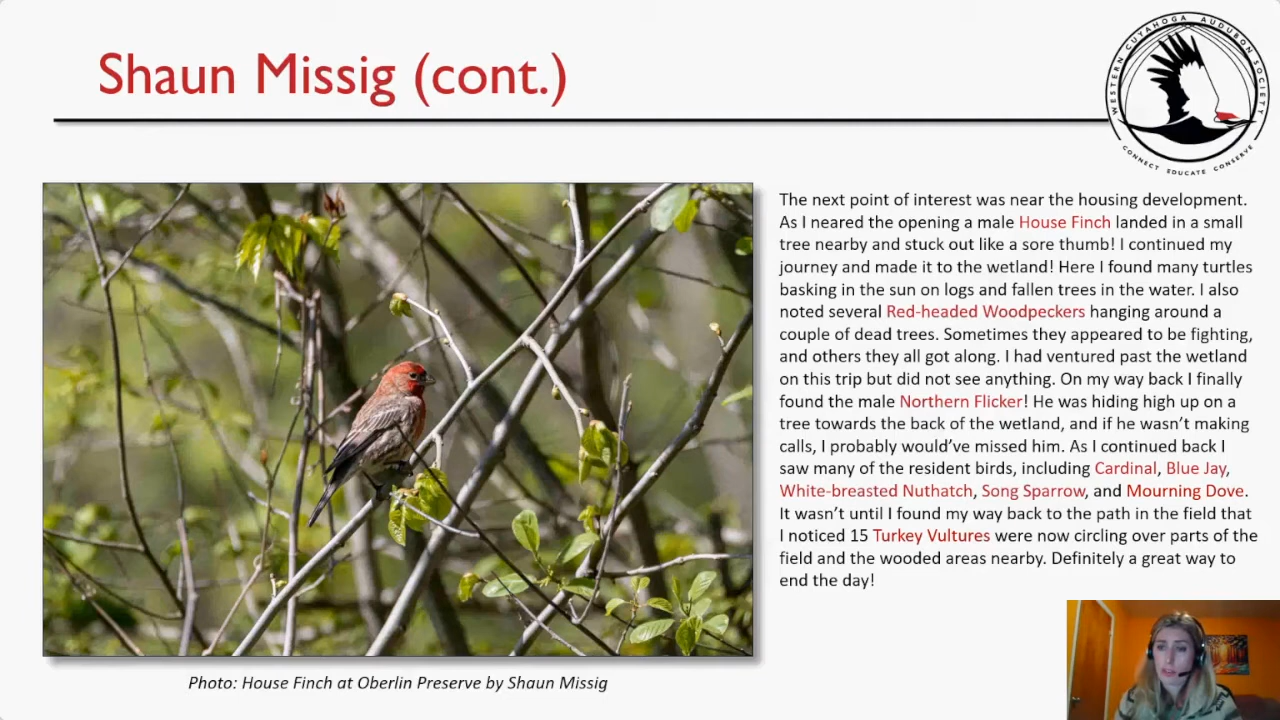 Shaun Missig (cont.)
WESTERN CUYAHOGA AUDUBON SOCIETY
CONNECT EDUCATE CONSERVE
The next point of interest was near the housing development.
As I neared the opening a male House Finch landed in a small
tree nearby and stuck out like a sore thumb! I continued my
journey and made it to the wetland! Here I found many turtles
basking in the sun on logs and fallen trees in the water. I also
noted several Red-headed Woodpeckers hanging around a
couple of dead trees. Sometimes they appeared to be fighting,
and others they all got along. I had ventured past the wetland
on this trip but did not see anything. On my way back I finally
found the male Northern Flicker! He was hiding high up on a
tree towards the back of the wetland, and if he wasn't making
calls, I probably would've missed him. As I continued back I
saw many of the resident birds, including Cardinal, Blue Jay,
White-breasted Nuthatch, Song Sparrow, and Mourning Dove.
It wasn't until I found my way back to the path in the field that
I noticed 15 Turkey Vultures were now circling over parts of the
field and the wooded areas nearby. Definitely a great way to
end the day!
Photo: House Finch at Oberlin Preserve by Shaun Missig